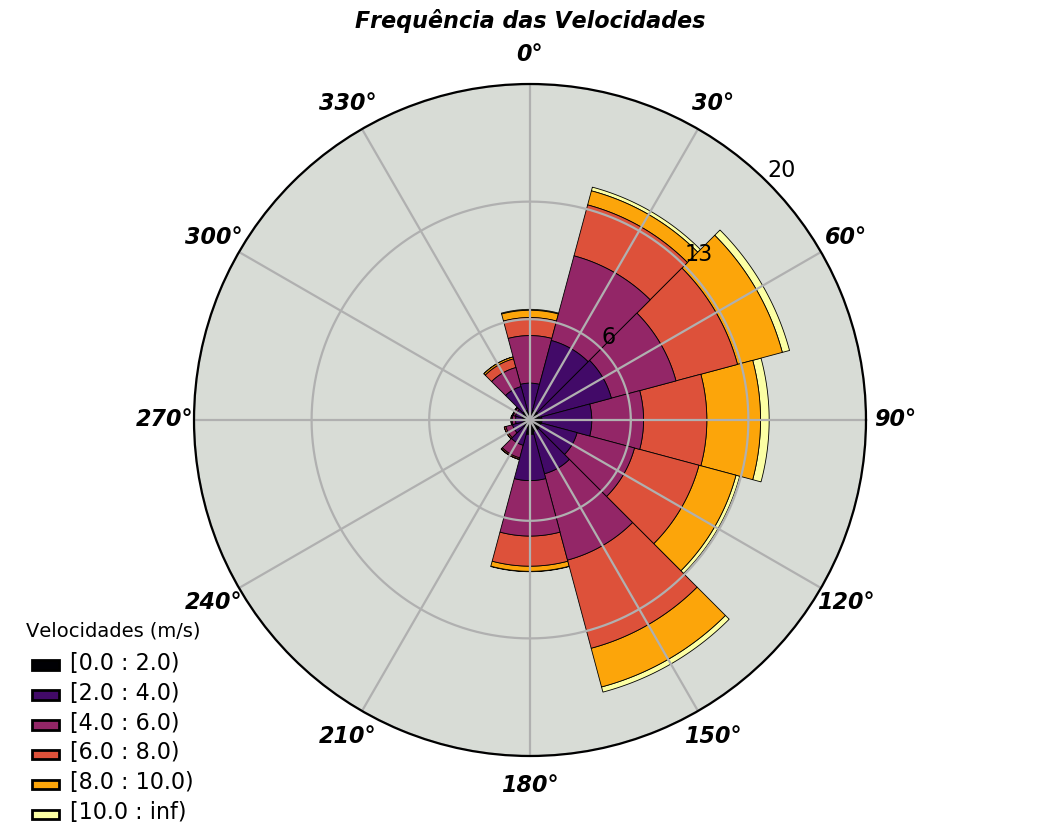 Frequência das Velocidades
0°
330°
30°
20
300°
60°
13
6
270°
90°
240°
120°
210°
150°
180°
Velocidades (m/s)
[0.0 : 2.0)
[2.0 : 4.0)
[4.0 : 6.0)
[6.0 : 8.0)
[8.0 : 10.0)
[10.0 : inf)